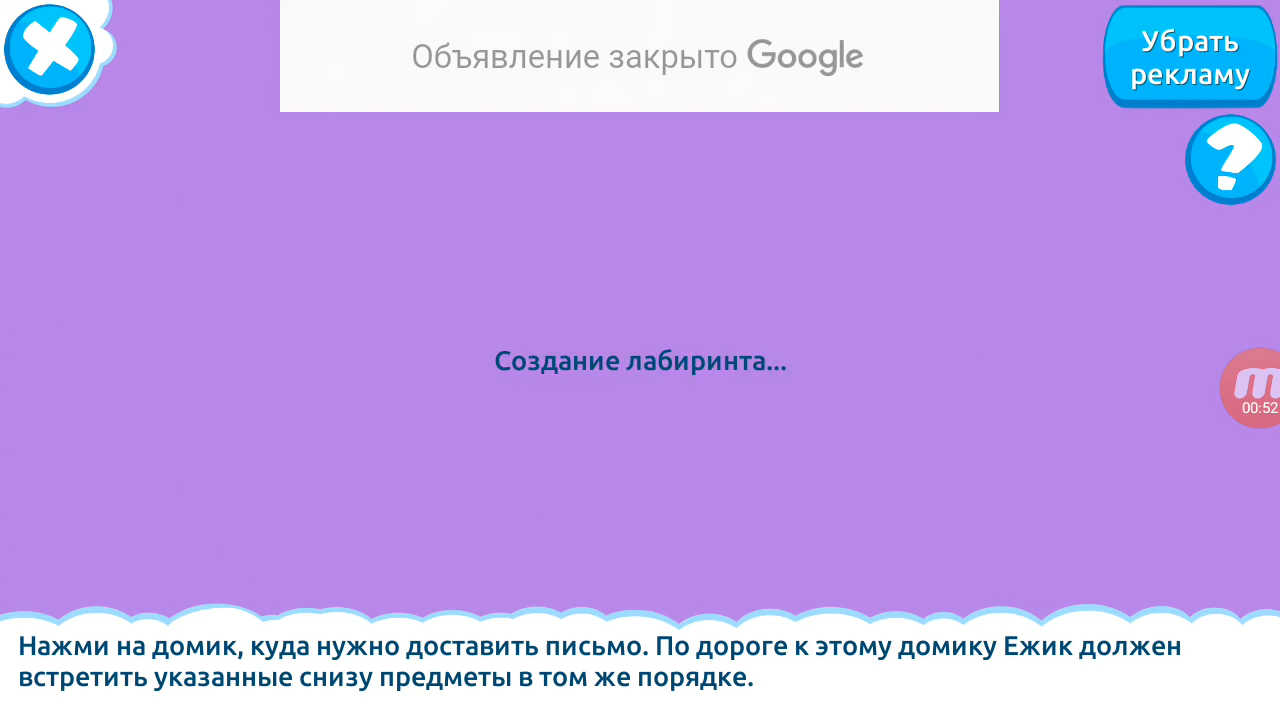 Объявление закрыто Google
Убрать
рекламу
?
Создание лабиринта...
m
00:52
Нажми на домик, куда нужно доставить письмо. По дороге к этому домику Ежик должен
встретить указанные снизу предметы в том же порядке.